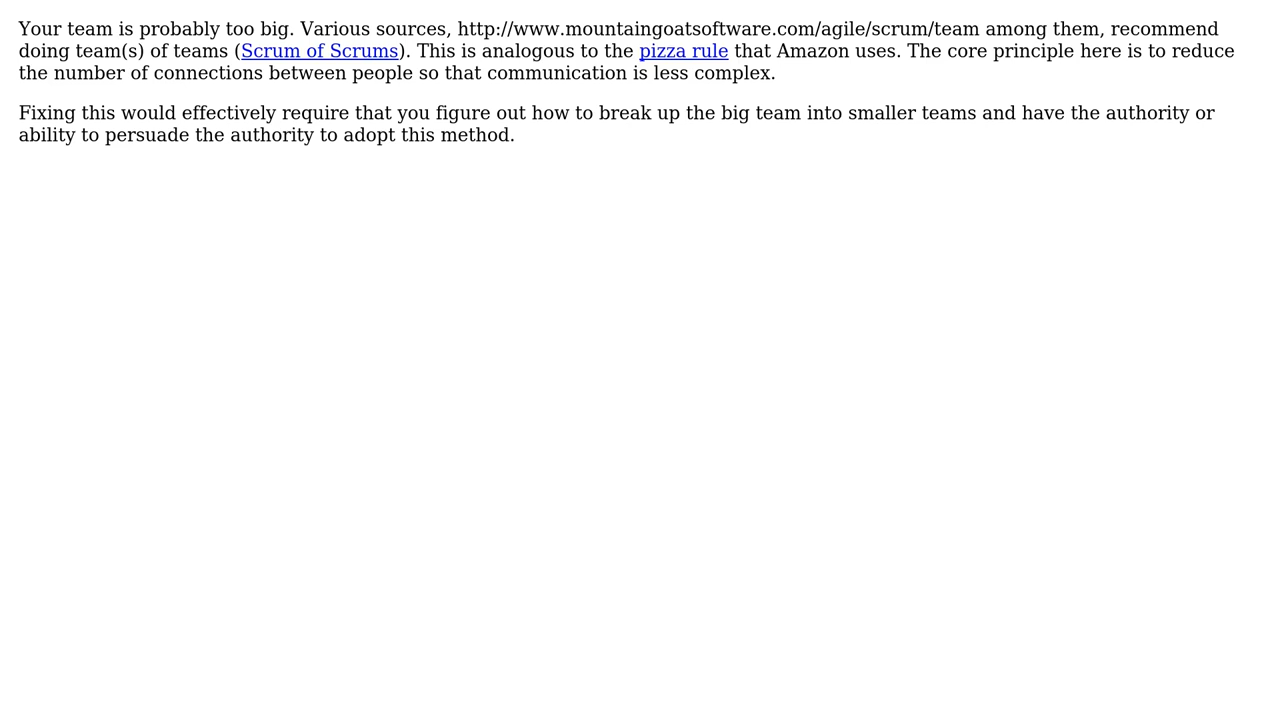 Your team is probably too big. Various sources, http://www.mountaingoatsoftware.com/agile/scrum/team among them, recommend
doing team(s) of teams (Scrum of Scrums). This is analogous to the pizza rule that Amazon uses. The core principle here is to reduce
the number of connections between people so that communication is less complex.
Fixing this would effectively require that you figure out how to break up the big team into smaller teams and have the authority or
ability to persuade the authority to adopt this method.